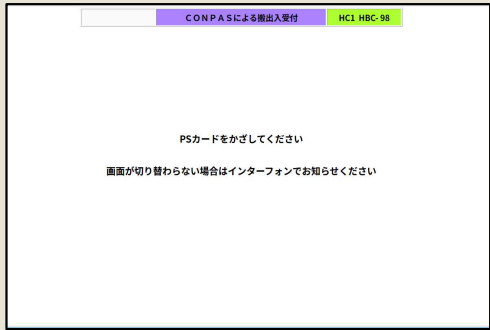 ＣＯＮＰＡＳによる搬出入受付 HC1 HBC-98
PSカードをかざしてください
画面が切り替わらない場合はインターフォンでお知らせください